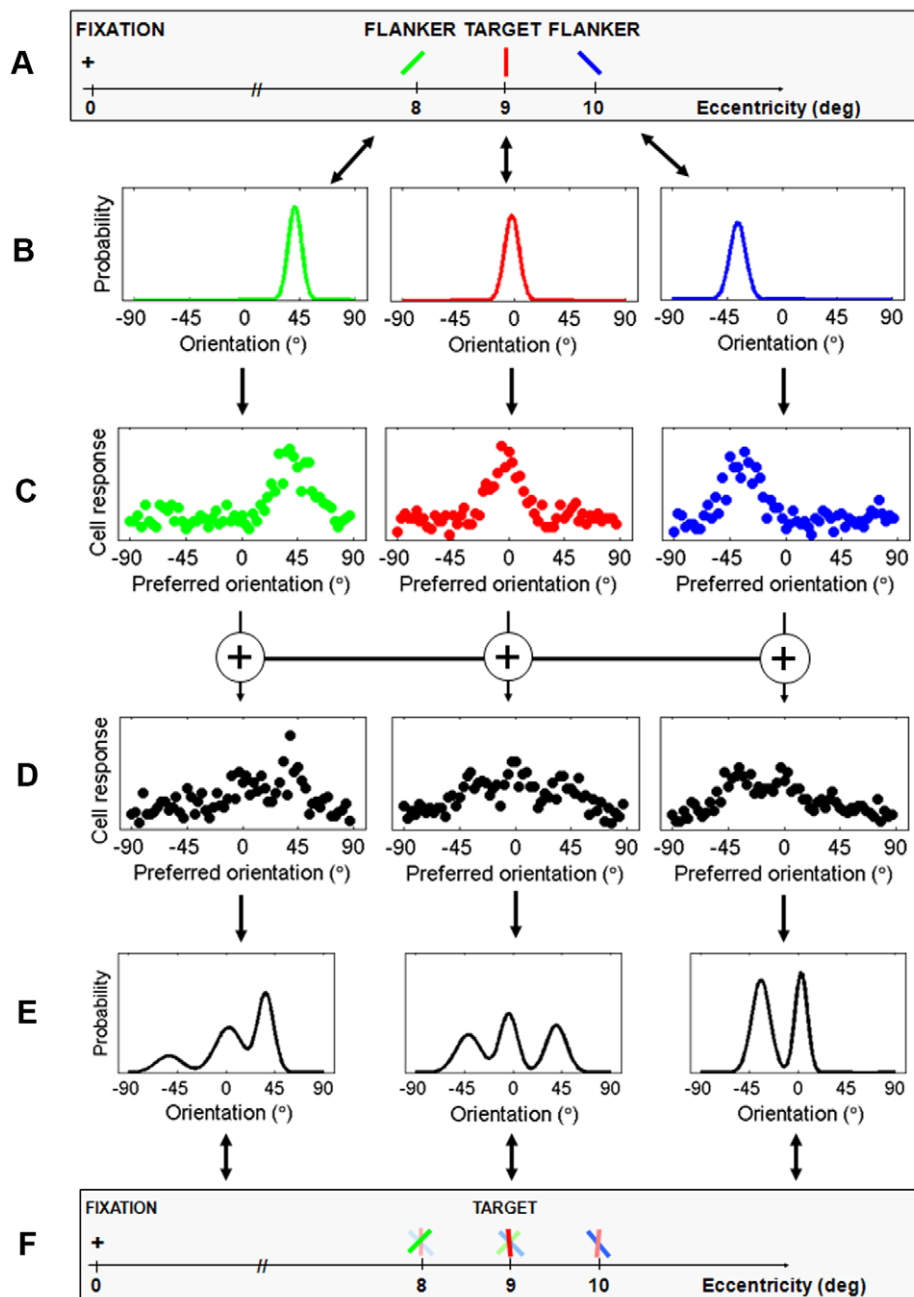 A
FIXATION FLANKER TARGET FLANKER
+
//
0 8 9 10 Eccentricity (deg)
B
Probability
-90 -45 0 45 90 -90 -45 0 45 90 -90 -45 0 45 90
Orientation (°) Orientation (°) Orientation (°)
C
Cell response
-90 -45 0 45 90 -90 -45 0 45 90 -90 -45 0 45 90
Preferred orientation (°) Preferred orientation (°) Preferred orientation (°)
+ + +
D
Cell response
-90 -45 0 45 90 -90 -45 0 45 90 -90 -45 0 45 90
Preferred orientation (°) Preferred orientation (°) Preferred orientation (°)
E
Probability
-90 -45 0 45 90 -90 -45 0 45 90 -90 -45 0 45 90
Orientation (°) Orientation (°) Orientation (°)
F
FIXATION TARGET
+
//
0 8 9 10 Eccentricity (deg)